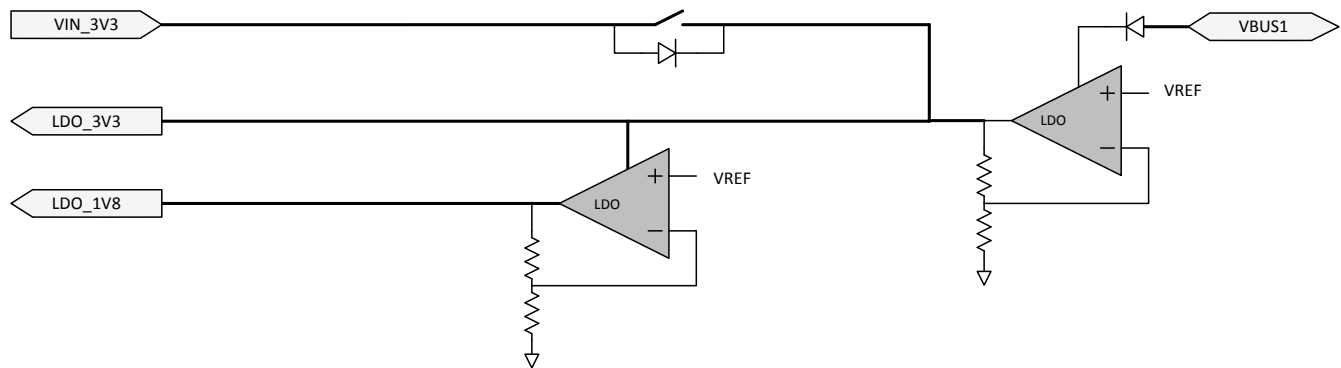 VIN_3V3
VBUS1
VREF
LDO
LDO_3V3
VREF
LDO
LDO_1V8